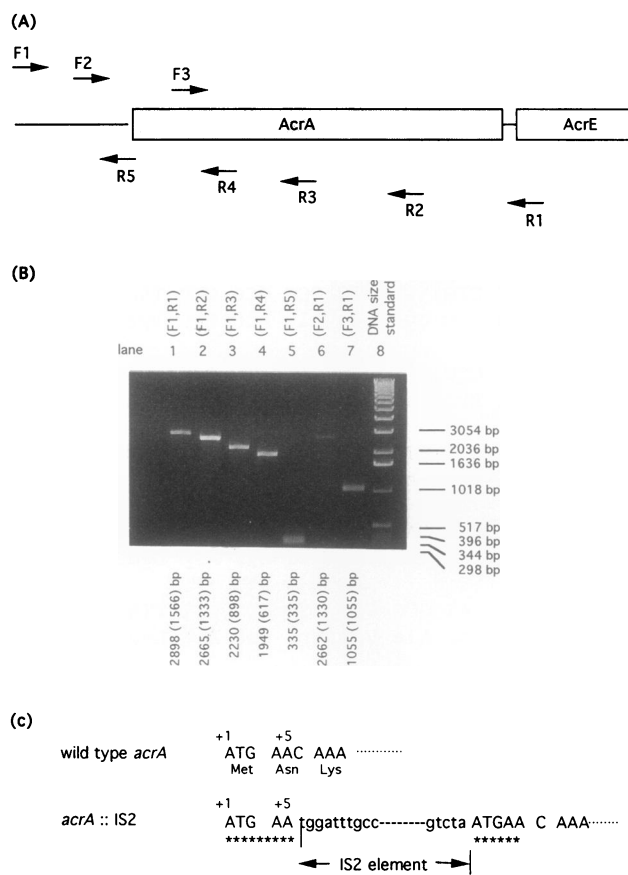 (A)
F1
F2
F3
AcrA
AcrE
R5
R4
R3
R2
R1
(B)
lane
1 (F1,R1)
2 (F1,R2)
3 (F1,R3)
4 (F1,R4)
5 (F1,R5)
6 (F2,R1)
7 (F3,R1)
8 DNA size standard
3054 bp
2036 bp
1636 bp
1018 bp
517 bp
396 bp
344 bp
298 bp
2898 (1566) bp
2665 (1333) bp
2230 (898) bp
1949 (617) bp
335 (335) bp
2662 (1330) bp
1055 (1055) bp
(c)
+1 +5
wild type acrA ATG AAC AAA ············
Met Asn Lys
+1 +5
acrA :: IS2 ATG AA tggatttgcc--------gtcta ATGAA C AAA········
********* ******
IS2 element